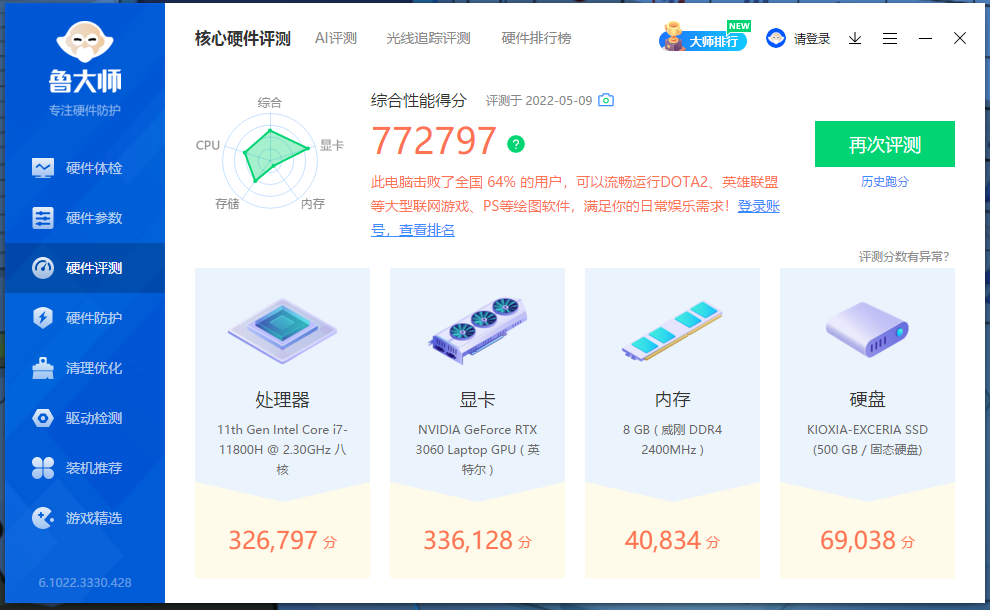 鲁大师
专注硬件防护
硬件体检
硬件参数
硬件评测
硬件防护
清理优化
驱动检测
装机推荐
游戏精选
6.1022.3330.428
核心硬件评测 AI评测 光线追踪评测 硬件排行榜
大师排行 NEW 请登录
综合
CPU
显卡
存储
内存
综合性能得分 评测于 2022-05-09
772797 ?
此电脑击败了全国 64% 的用户，可以流畅运行DOTA2、英雄联盟
等大型联网游戏、PS等绘图软件，满足你的日常娱乐需求！登录账
号，查看排名
再次评测
历史跑分
评测分数有异常?
处理器
11th Gen Intel Core i7-
11800H @ 2.30GHz 八
核
326,797 分
显卡
NVIDIA GeForce RTX
3060 Laptop GPU ( 英
特尔 )
336,128 分
内存
8 GB ( 威刚 DDR4
2400MHz )
40,834 分
硬盘
KIOXIA-EXCERIA SSD
(500 GB / 固态硬盘)
69,038 分